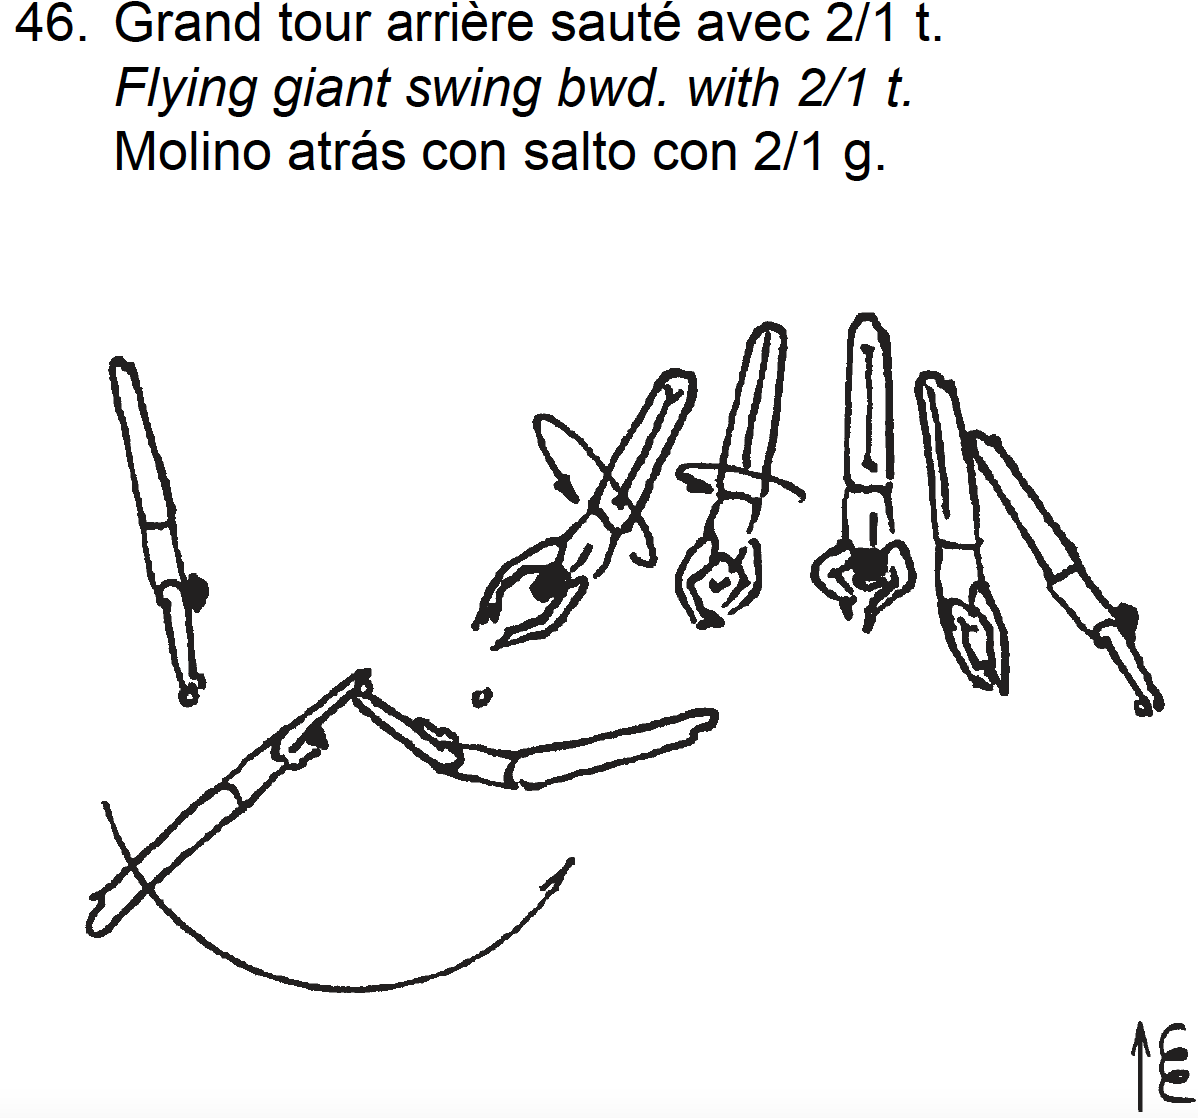 46. Grand tour arrière sauté avec 2/1 t.
Flying giant swing bwd. with 2/1 t.
Molino atrás con salto con 2/1 g.